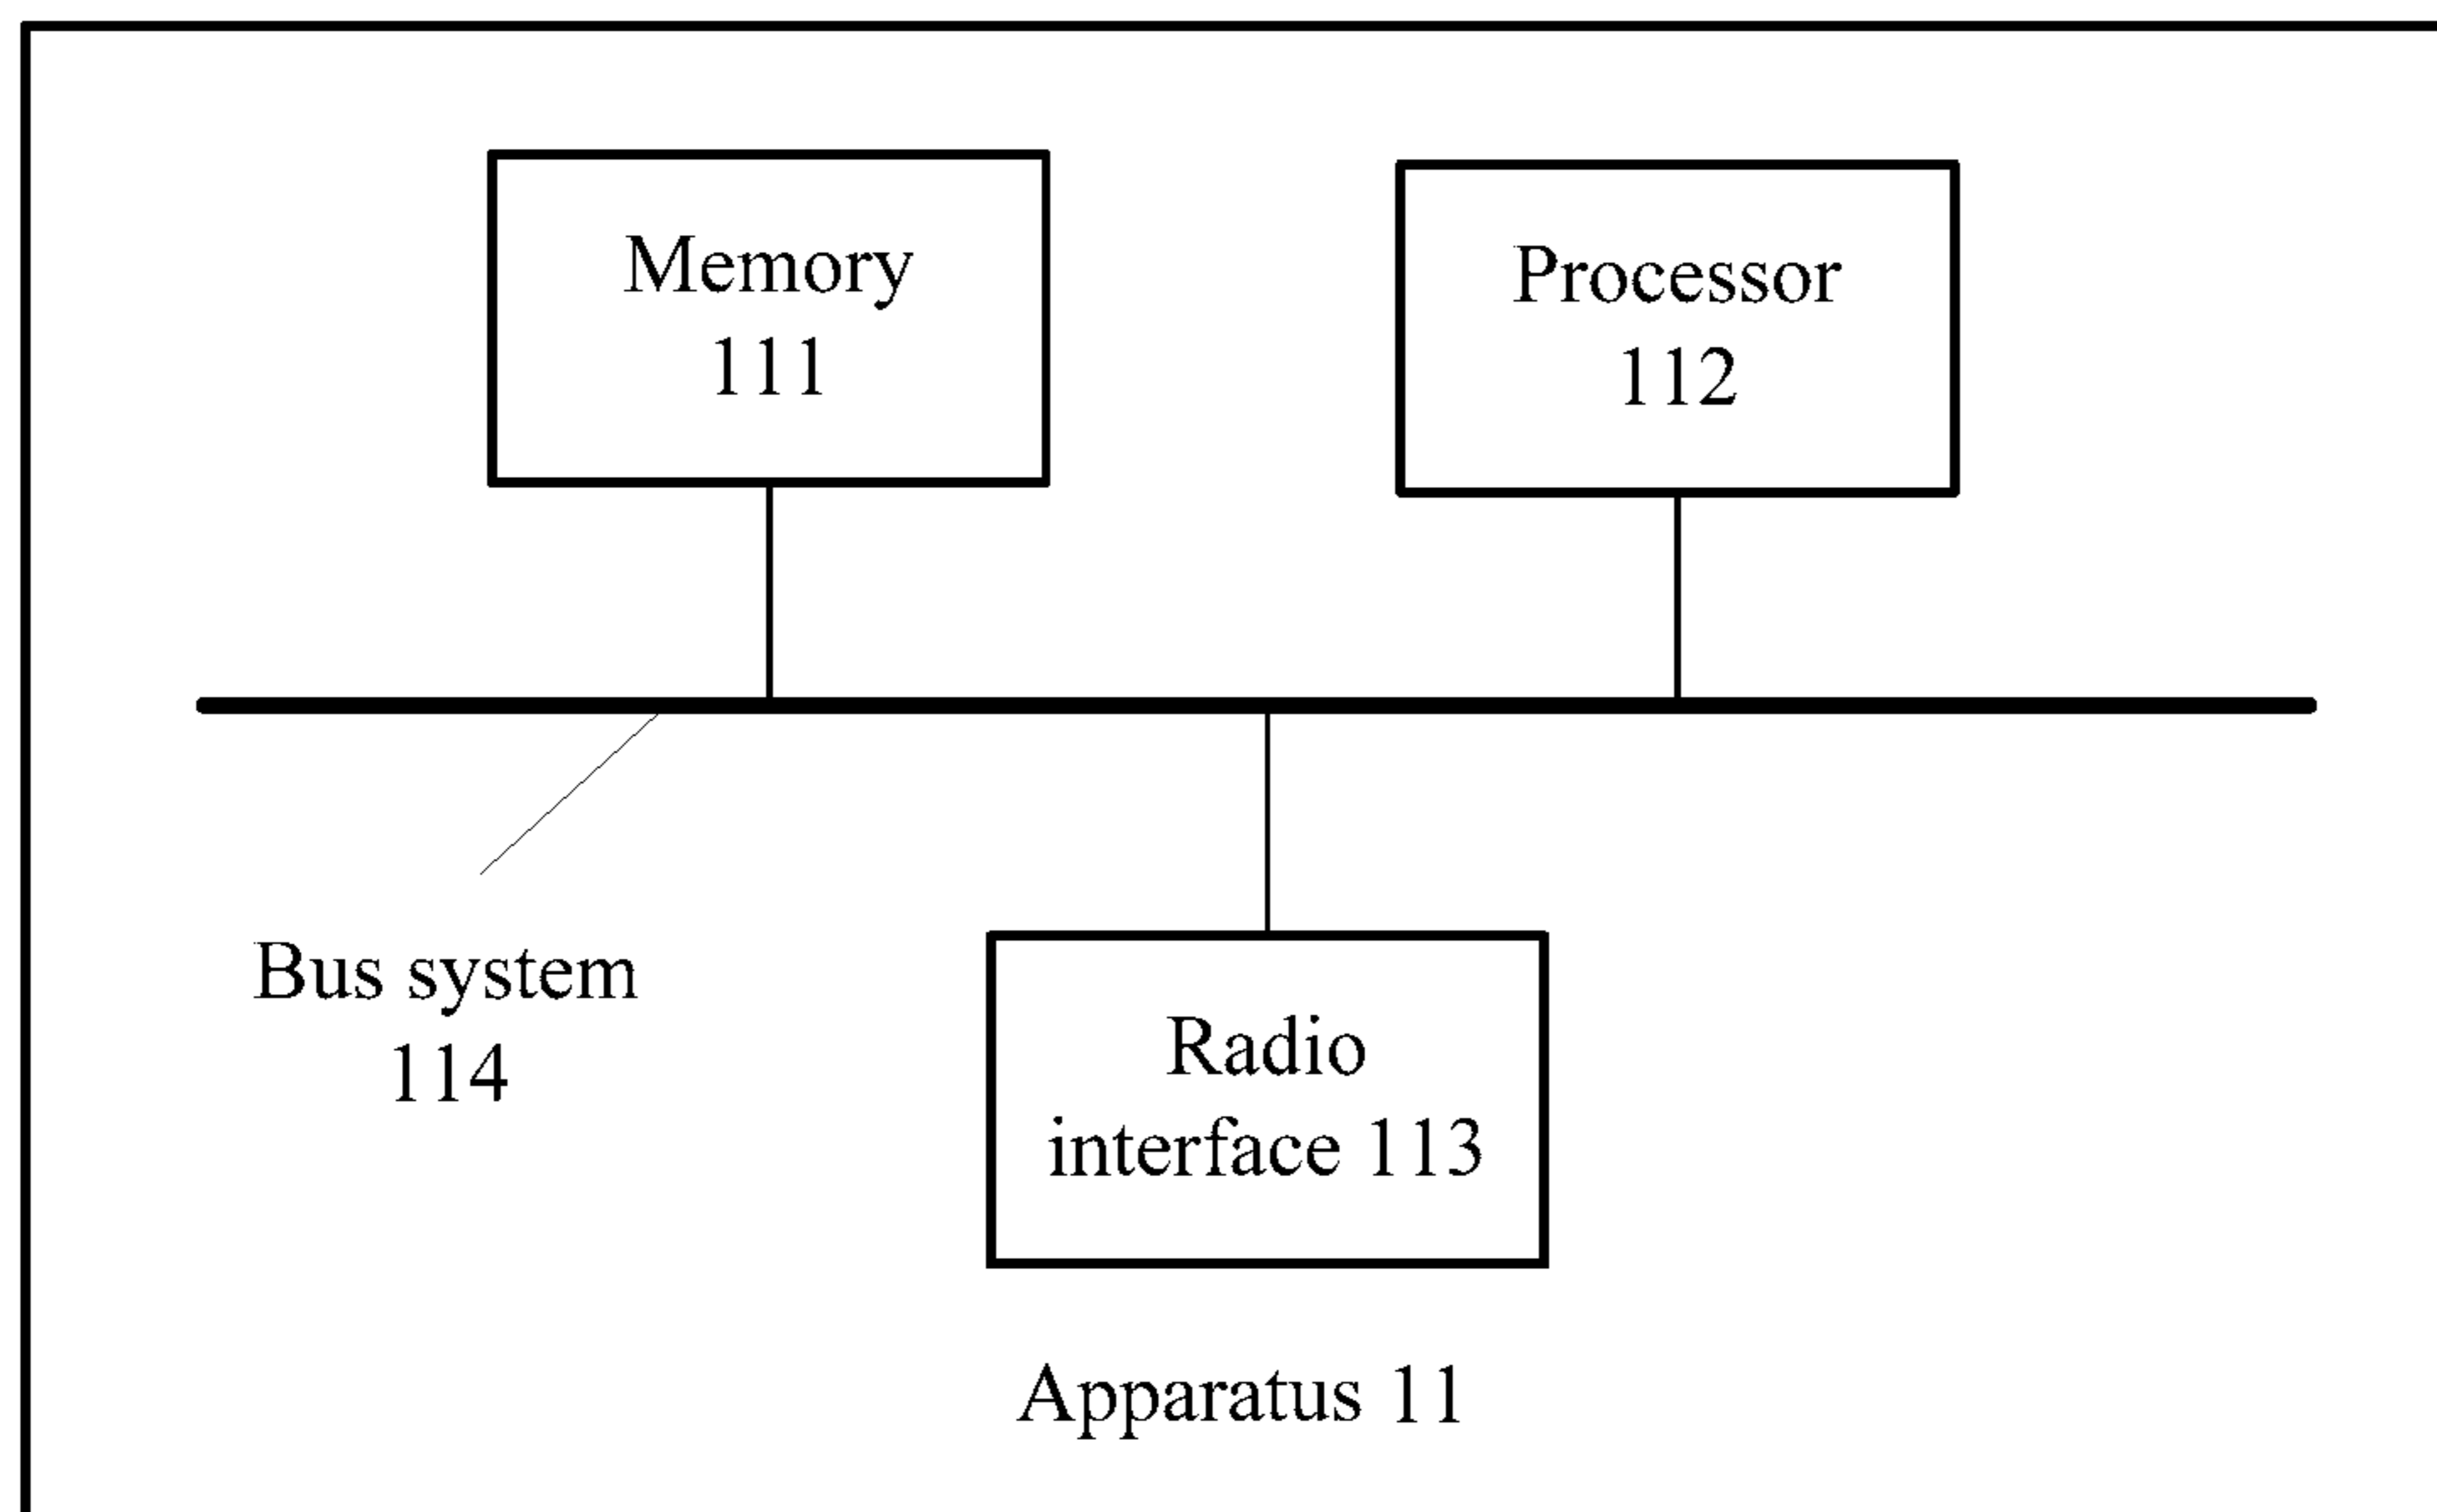 Memory
111
Processor
112
Bus system
114
Radio
interface 113
Apparatus 11